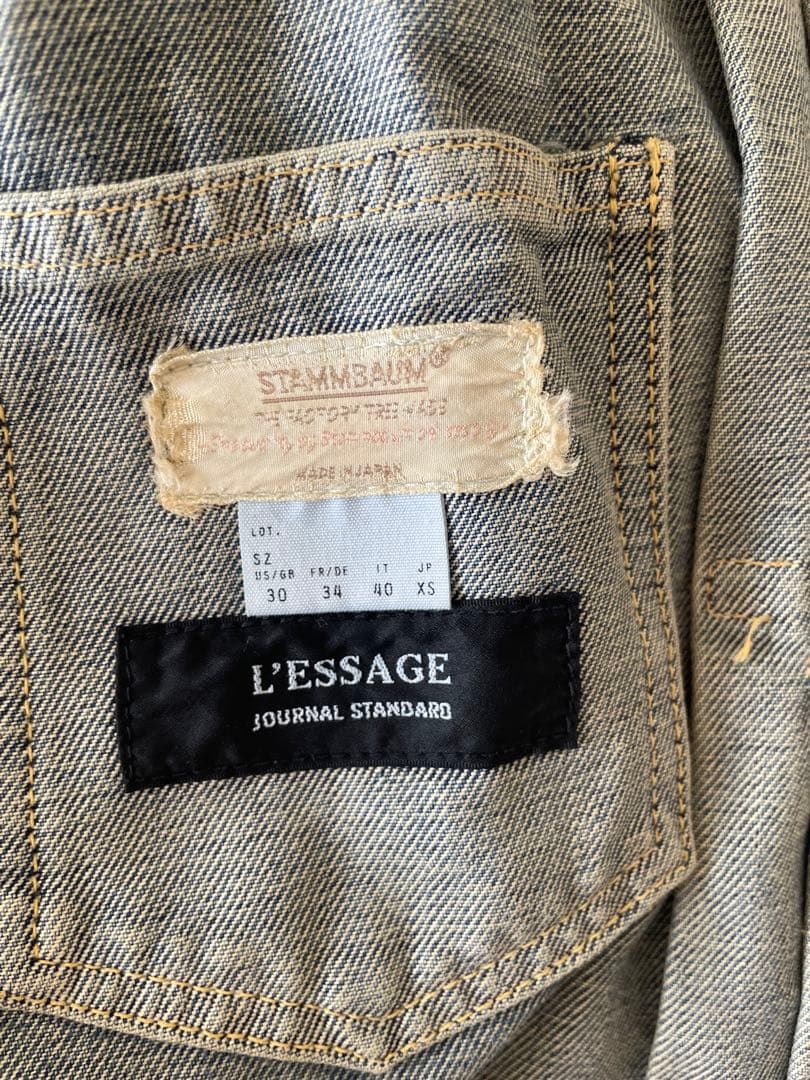 STAMMBAUM®
THE FACTORY TREE MADE
MADE IN JAPAN
LOT.
SZ
US/GB FR/DE IT JP
30 34 40 XS
L'ESSAGE
JOURNAL STANDARD